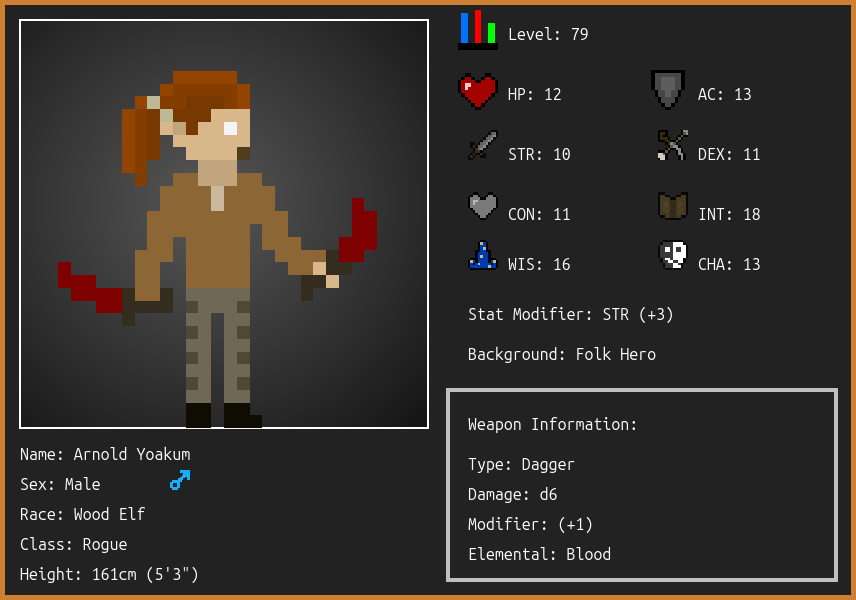 Level: 79
HP: 12
AC: 13
STR: 10
DEX: 11
CON: 11
INT: 18
WIS: 16
CHA: 13
Stat Modifier: STR (+3)
Background: Folk Hero
Weapon Information:
Type: Dagger
Damage: d6
Modifier: (+1)
Elemental: Blood
Name: Arnold Yoakum
Sex: Male
Race: Wood Elf
Class: Rogue
Height: 161cm (5'3")